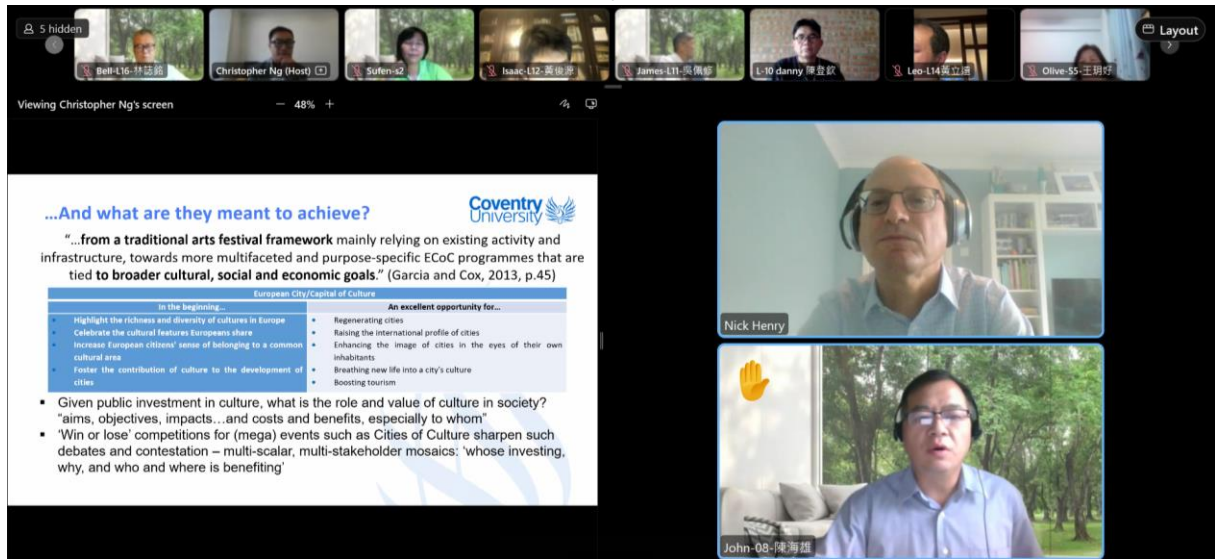 5 hidden
Layout
Bell-L16-林誌銘
Christopher Ng (Host)
Sufen-s2
Isaac-L12-黃俊源
James-L11-吳佩修
L-10 danny 陳登欽
Leo-L14黃立遠
Olive-55-王玥好
Viewing Christopher Ng's screen
48%
…And what are they meant to achieve?
Coventry
University
“…from a traditional arts festival framework mainly relying on existing activity and
infrastructure, towards more multifaceted and purpose-specific ECoC programmes that are
tied to broader cultural, social and economic goals.” (Garcia and Cox, 2013, p.45)
European City/Capital of Culture
In the beginning…
An excellent opportunity for…
• Highlight the richness and diversity of cultures in Europe
• Celebrate the cultural features Europeans share
• Increase European citizens' sense of belonging to a common
cultural area
• Foster the contribution of culture to the development of
cities
• Regenerating cities
• Raising the international profile of cities
• Enhancing the image of cities in the eyes of their own
inhabitants
• Breathing new life into a city's culture
• Boosting tourism
▪ Given public investment in culture, what is the role and value of culture in society?
“aims, objectives, impacts…and costs and benefits, especially to whom”
▪ ‘Win or lose’ competitions for (mega) events such as Cities of Culture sharpen such
debates and contestation – multi-scalar, multi-stakeholder mosaics: ‘whose investing,
why, and who and where is benefiting’
Nick Henry
John-08-陳海雄